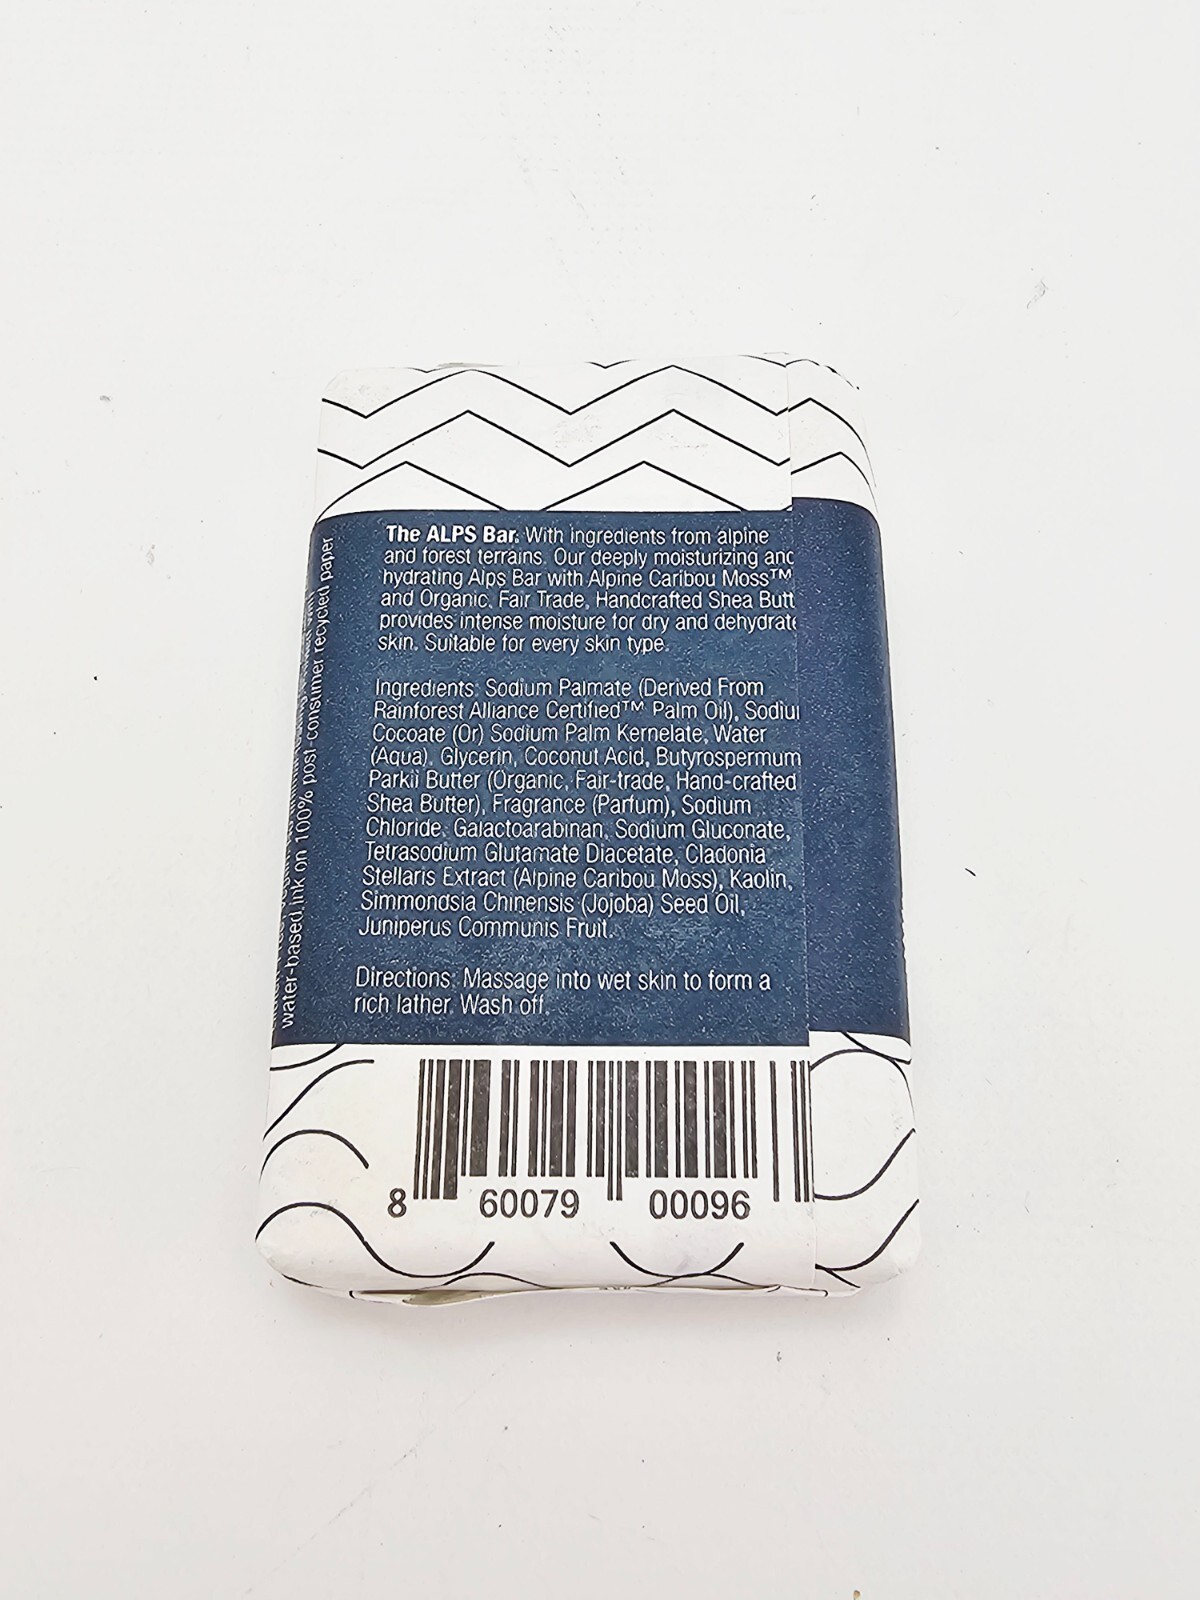 The ALPS Bar. With ingredients from alpine
and forest terrains. Our deeply moisturizing and
hydrating Alps Bar with Alpine Caribou Moss™
and Organic, Fair Trade, Handcrafted Shea Butt
provides intense moisture for dry and dehydrate
skin. Suitable for every skin type.
Ingredients: Sodium Palmate (Derived From
Rainforest Alliance Certified™ Palm Oil), Sodiu
Cocoate (Or) Sodium Palm Kernelate, Water
(Aqua), Glycerin, Coconut Acid, Butyrospermum
Parkii Butter (Organic, Fair-trade, Hand-crafted
Shea Butter), Fragrance (Parfum), Sodium
Chloride, Galactoarabinan, Sodium Gluconate,
Tetrasodium Glutamate Diacetate, Cladonia
Stellaris Extract (Alpine Caribou Moss), Kaolin,
Simmondsia Chinensis (Jojoba) Seed Oil,
Juniperus Communis Fruit.
Directions: Massage into wet skin to form a
rich lather. Wash off.
water-based ink on 100% post-consumer recycled paper
8 60079 00096